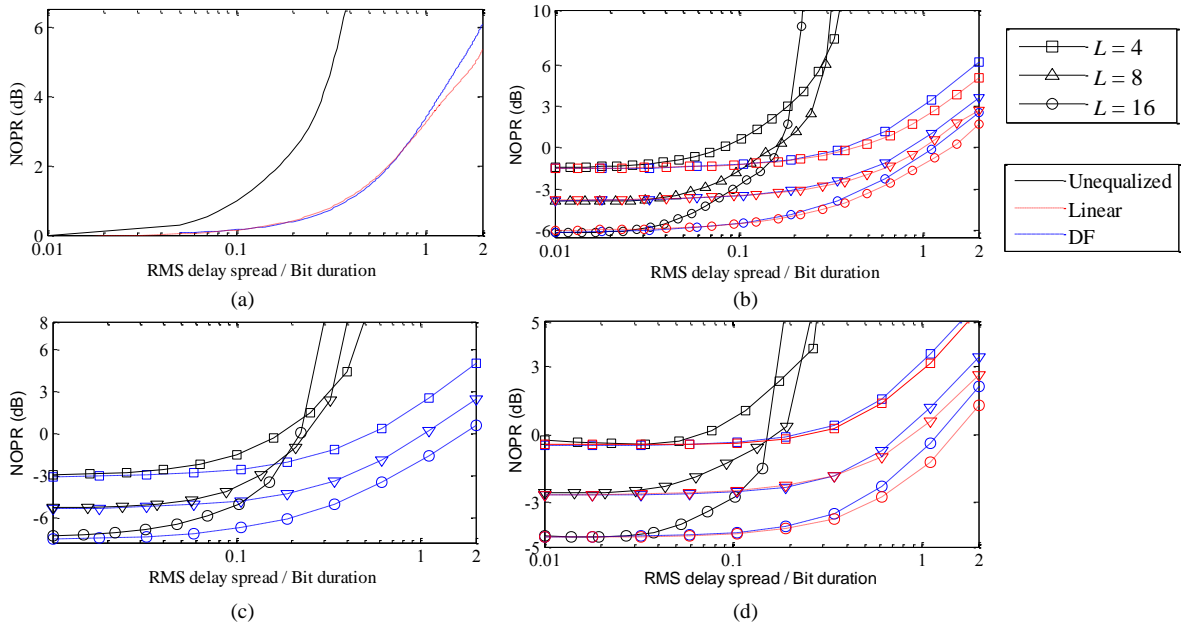 6
4
2
0
NOPR (dB)
0.01
0.1
1
2
RMS delay spread / Bit duration
(a)
10
6
3
0
-3
-6
NOPR (dB)
0.01
0.1
1
2
RMS delay spread / Bit duration
(b)
L = 4
L = 8
L = 16
Unequalized
Linear
DF
8
6
3
0
-3
-6
NOPR (dB)
0.1
1
2
RMS delay spread / Bit duration
(c)
5
3
0
-3
-5
NOPR (dB)
0.01
0.1
1
2
RMS delay spread / Bit duration
(d)